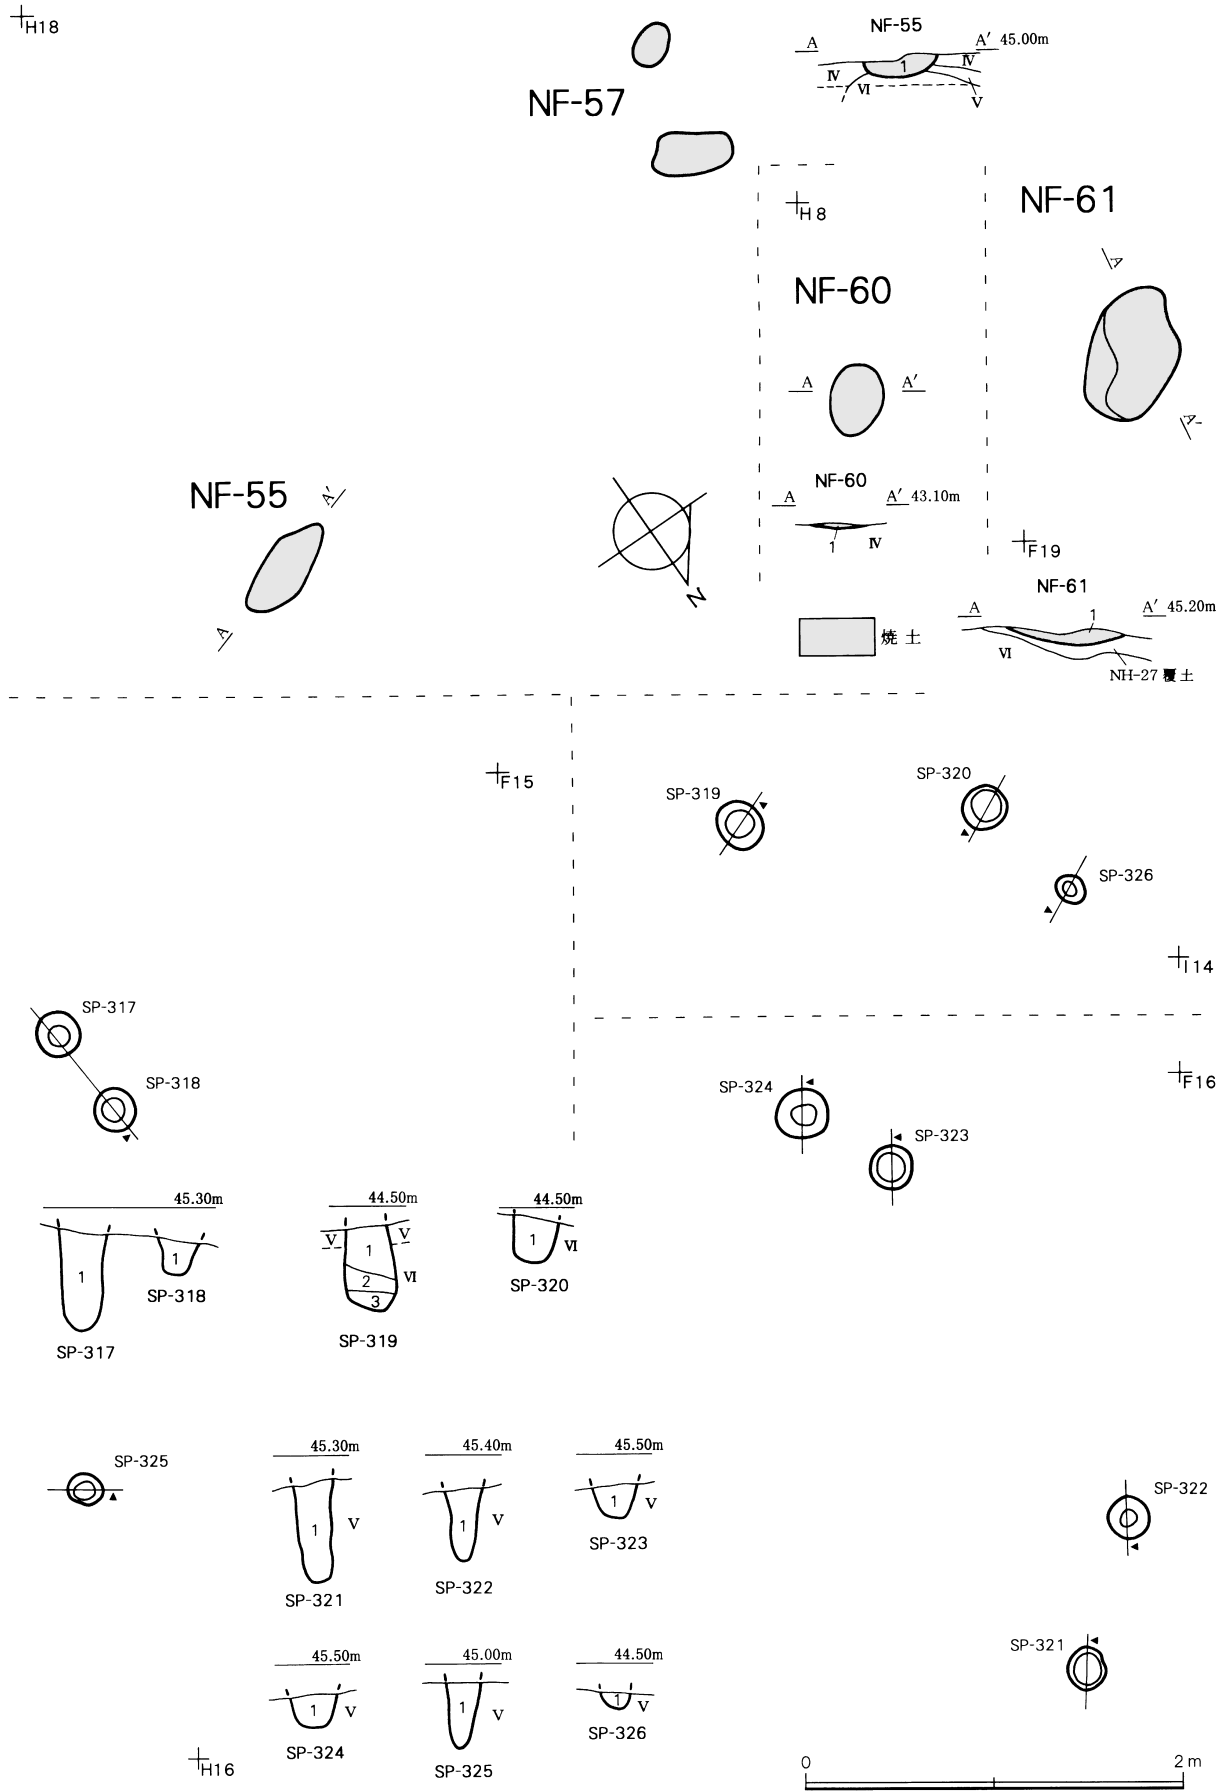 H18
NF-57
NF-55
A A′ 45.00m
1
IV IV
VI
V
H8
NF-61
A
A′
NF-60
A A′
NF-60
A A′ 43.10m
1 IV
NF-55
A′
A
N
F19
NF-61
A A′ 45.20m
1
VI
NH-27 覆土
焼土
F15
SP-319
SP-320
SP-326
I14
SP-317
SP-318
F16
SP-324
SP-323
45.30m
1
1
SP-318
SP-317
44.50m
V V
1
2
3
VI
SP-319
44.50m
1
VI
SP-320
SP-325
45.30m
1
V
SP-321
45.40m
1
V
SP-322
45.50m
1
V
SP-323
SP-322
SP-321
45.50m
1
V
SP-324
45.00m
1
V
SP-325
44.50m
1
V
SP-326
H16
0 2m